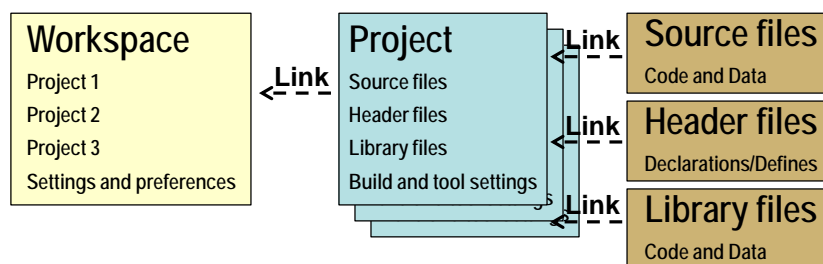 Workspace
Project 1
Project 2
Project 3
Settings and preferences
Link
Project
Source files
Header files
Library files
Build and tool settings
Link
Source files
Code and Data
Link
Header files
Declarations/Defines
Link
Library files
Code and Data